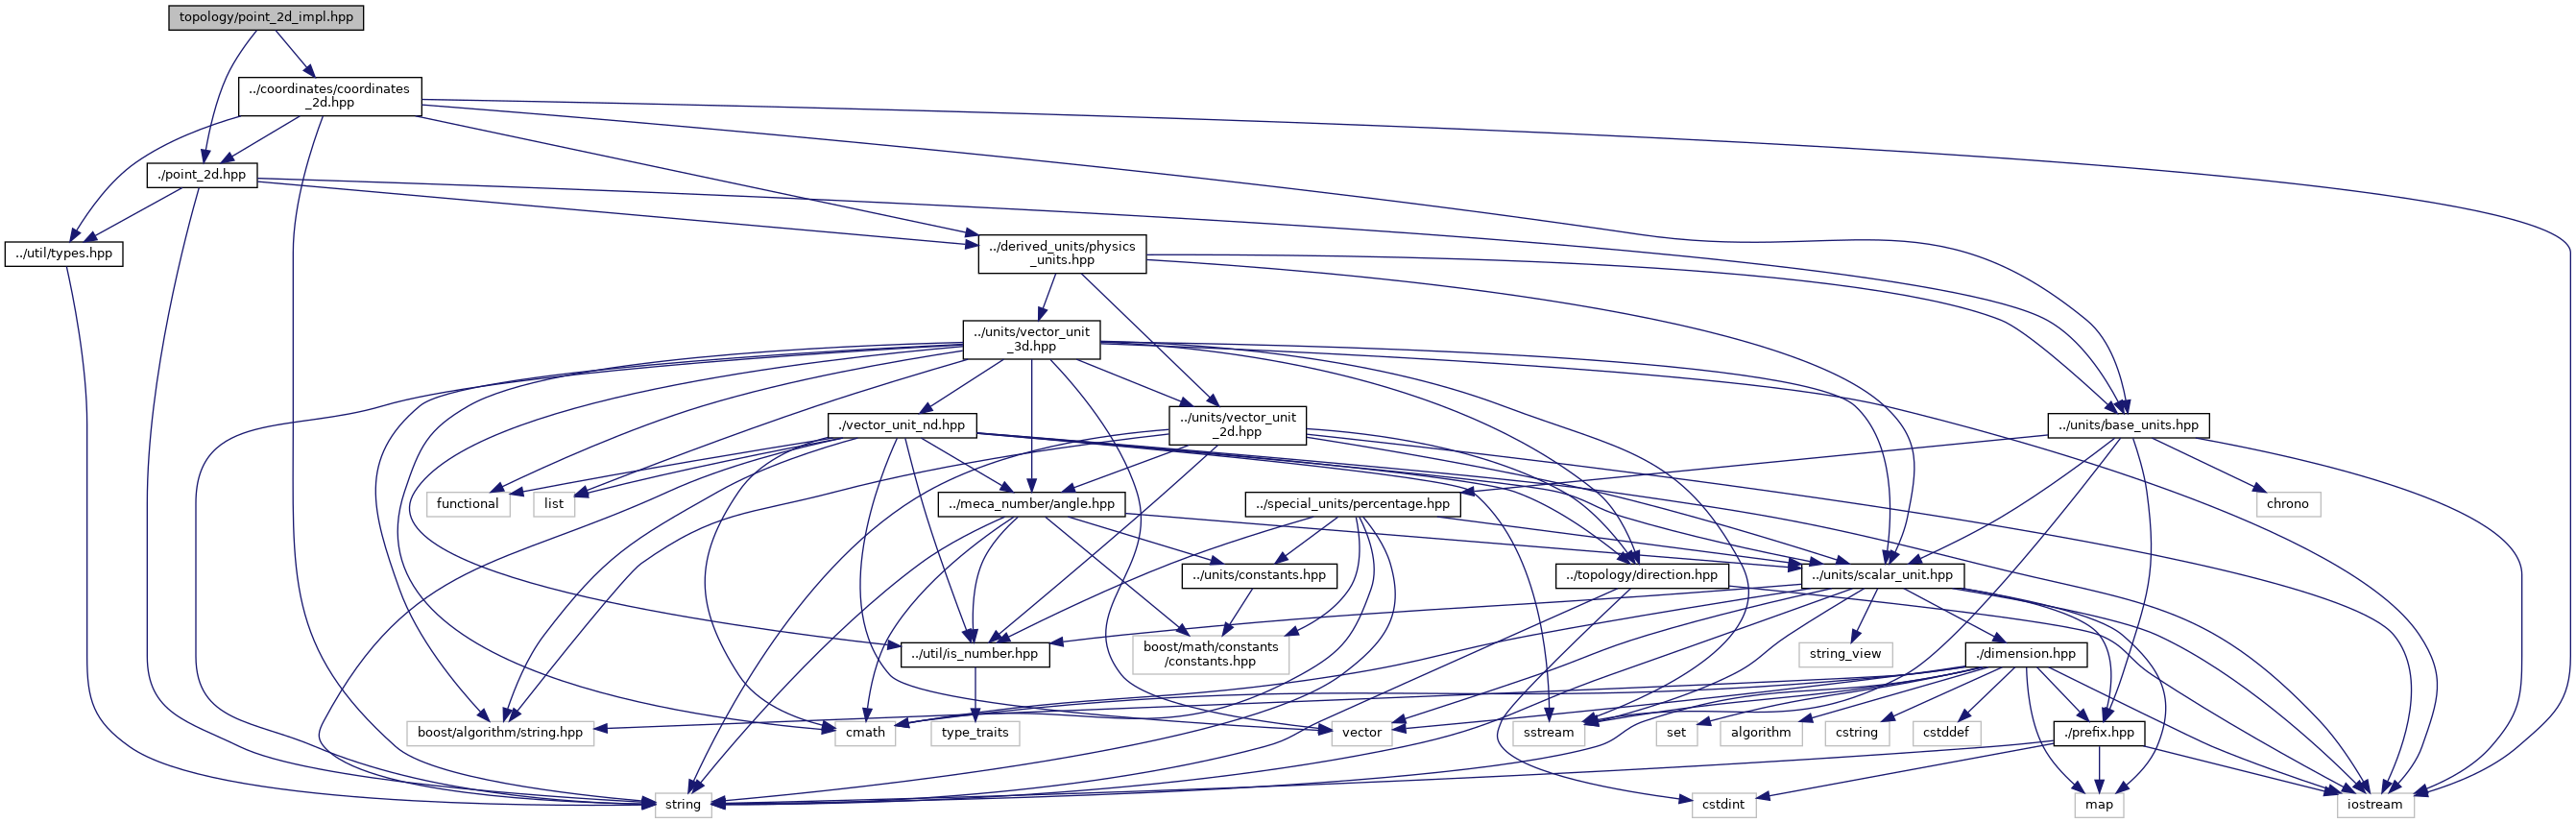 topology/point_2d_impl.hpp
../coordinates/coordinates
_2d.hpp
./point_2d.hpp
../util/types.hpp
../derived_units/physics
_units.hpp
../units/vector_unit
_3d.hpp
./vector_unit_nd.hpp
../units/vector_unit
_2d.hpp
../units/base_units.hpp
functional
list
../meca_number/angle.hpp
../special_units/percentage.hpp
chrono
../units/constants.hpp
../topology/direction.hpp
../units/scalar_unit.hpp
../util/is_number.hpp
boost/math/constants
/constants.hpp
string_view
./dimension.hpp
boost/algorithm/string.hpp
cmath
type_traits
vector
sstream
set
algorithm
cstring
cstddef
./prefix.hpp
string
cstdint
map
iostream